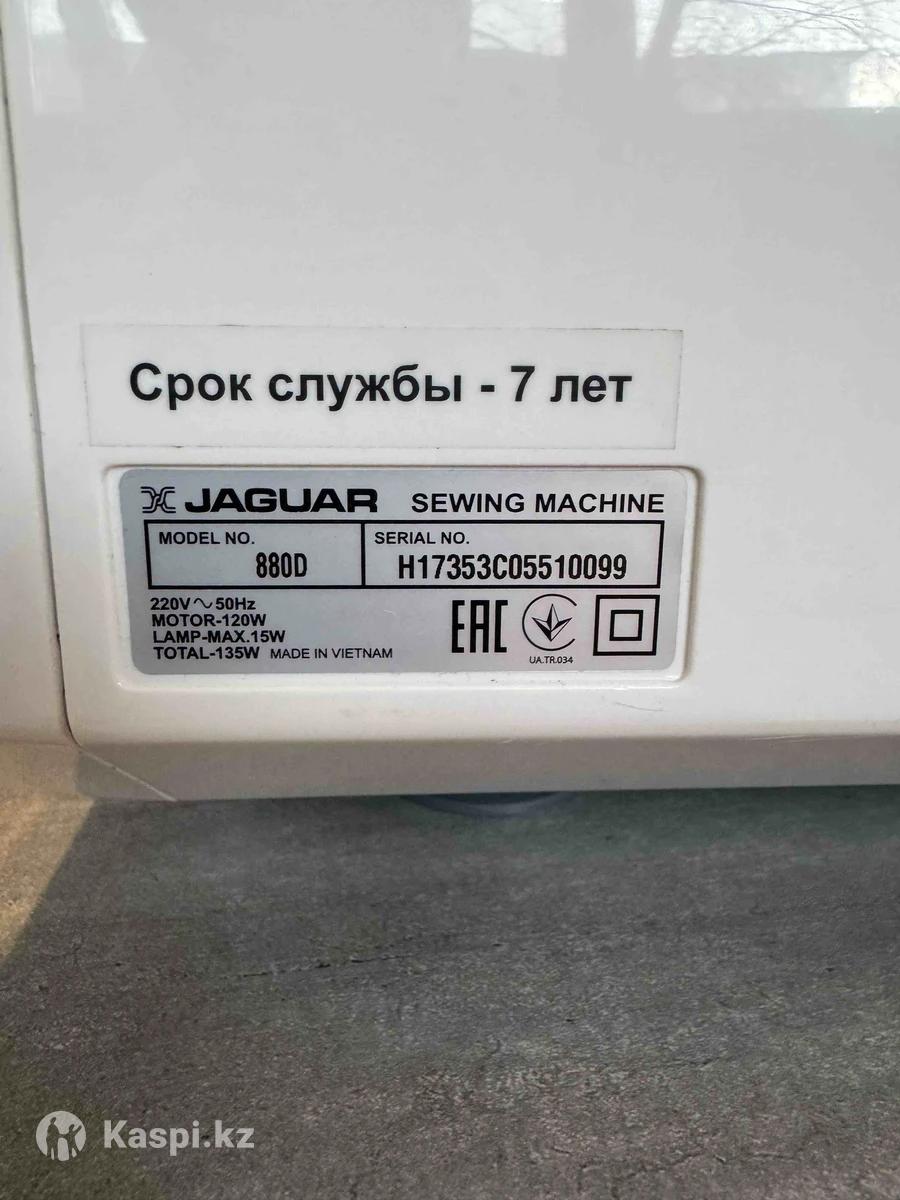 Срок службы - 7 лет
JAGUAR SEWING MACHINE
MODEL NO. SERIAL NO.
880D H17353C05510099
220V～50Hz
MOTOR-120W
LAMP-MAX.15W
TOTAL-135W MADE IN VIETNAM
EAC
UA.TR.034
Kaspi.kz